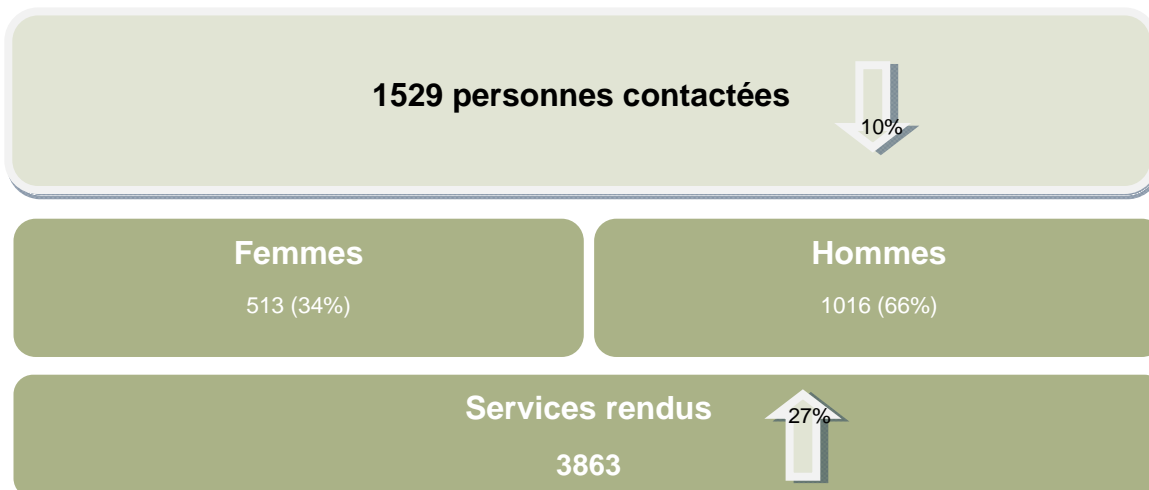 1529 personnes contactées
10%
Femmes
513 (34%)
Hommes
1016 (66%)
Services rendus
27%
3863